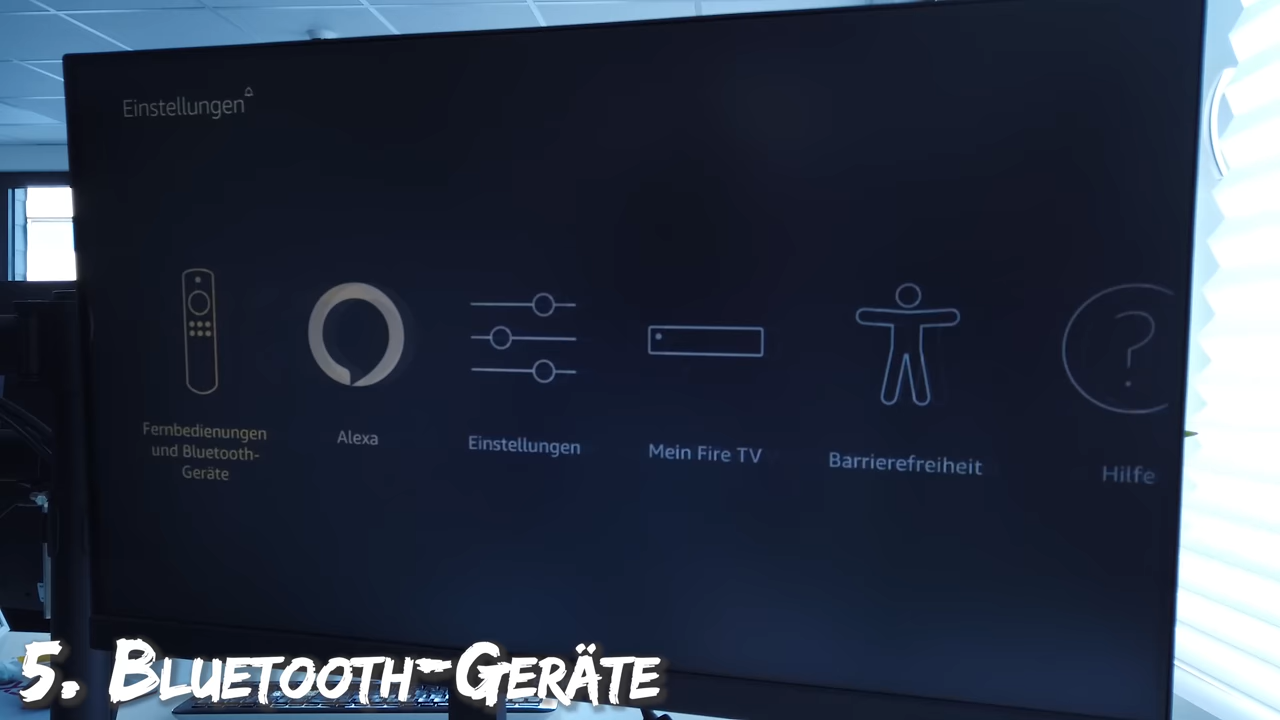 Einstellungen
Fernbedienungen
und Bluetooth-
Geräte
Alexa
Einstellungen
Mein Fire TV
Barrierefreiheit
Hilfe
5. Bluetooth-Geräte